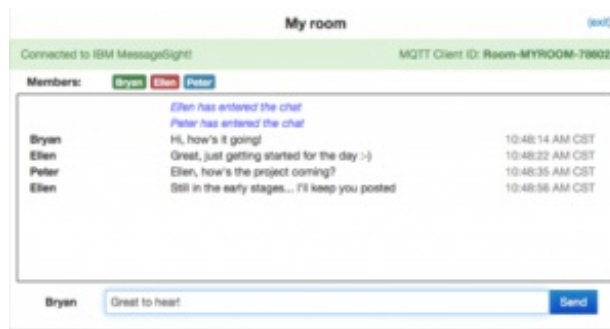 My room (exit)
Connected to IBM MessageSight! MQTT Client ID: Room-MYROOM-78602
Members: Bryan Ellen Peter
Ellen has entered the chat
Peter has entered the chat
Bryan Hi, how's it going! 10:48:14 AM CST
Ellen Great, just getting started for the day :-) 10:48:22 AM CST
Peter Ellen, how's the project coming? 10:48:35 AM CST
Ellen Still in the early stages... I'll keep you posted 10:48:56 AM CST
Bryan Great to hear! Send